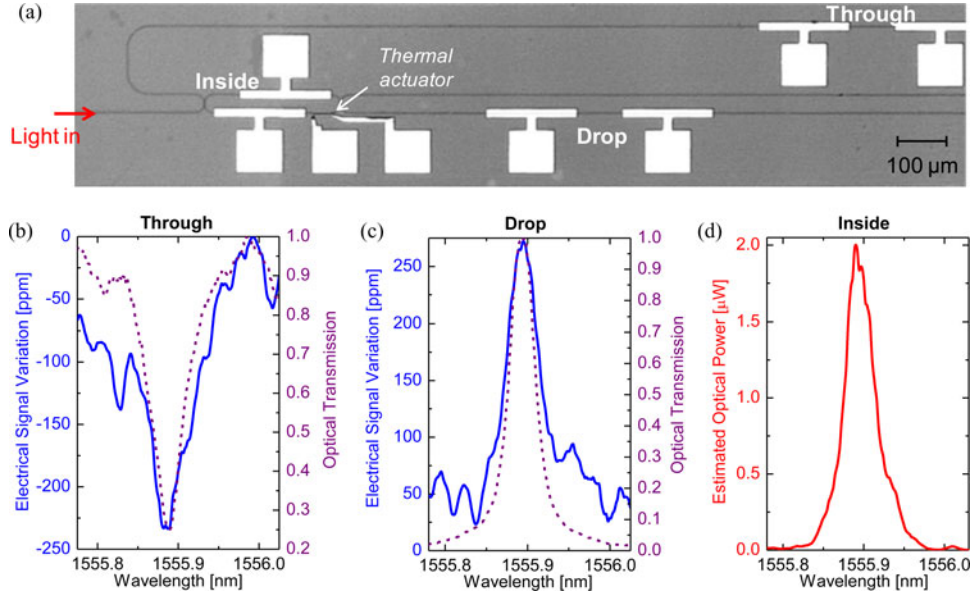 (a)
Through
Thermal
actuator
Inside
Light in
Drop
100 µm
(b)
Through
Electrical Signal Variation [ppm]
0
-50
-100
-150
-200
-250
1.0
0.9
0.8
0.7
0.6
0.5
0.4
0.3
0.2
Optical Transmission
1555.8 1555.9 1556.0
Wavelength [nm]
(c)
Drop
Electrical Signal Variation [ppm]
250
200
150
100
50
0
1.0
0.9
0.8
0.7
0.6
0.5
0.4
0.3
0.2
0.1
0.0
Optical Transmission
1555.8 1555.9 1556.0
Wavelength [nm]
(d)
Inside
Estimated Optical Power [µW]
2.0
1.5
1.0
0.5
0.0
1555.8 1555.9 1556.0
Wavelength [nm]